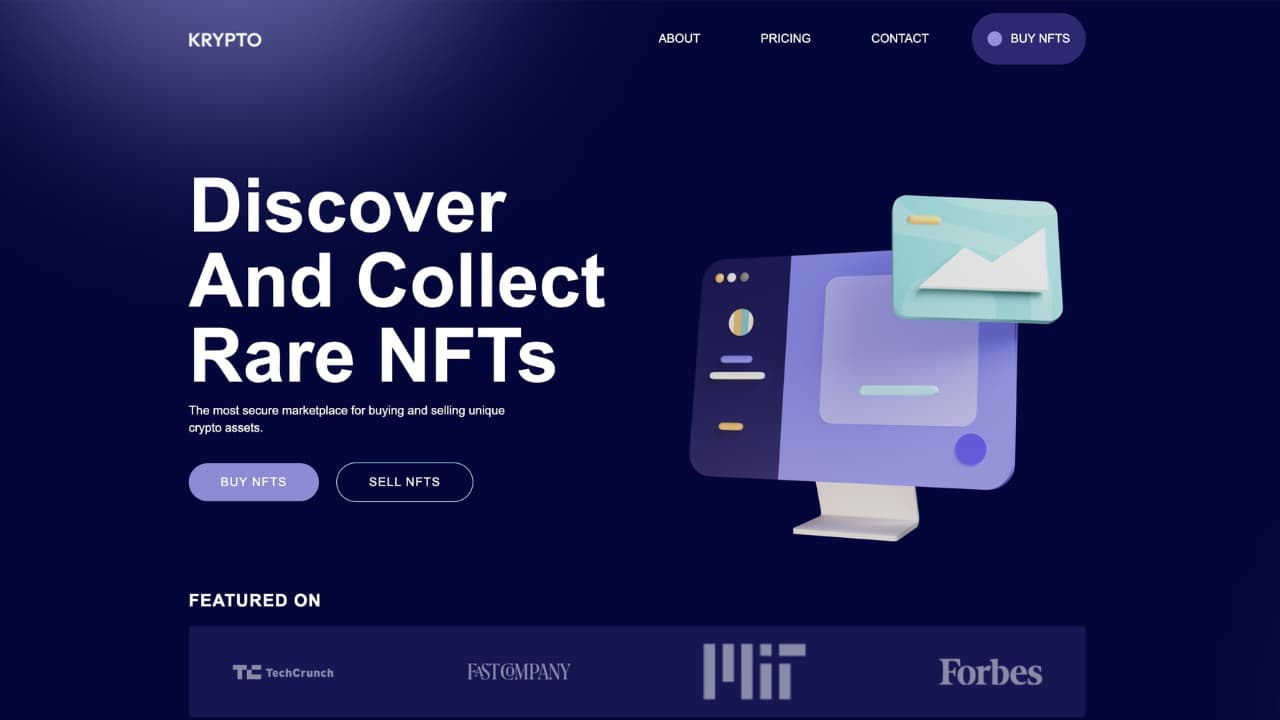 KRYPTO
ABOUT
PRICING
CONTACT
BUY NFTS
Discover
And Collect
Rare NFTs
The most secure marketplace for buying and selling unique
crypto assets.
BUY NFTS
SELL NFTS
FEATURED ON
TC TechCrunch
FAST COMPANY
MIT
Forbes